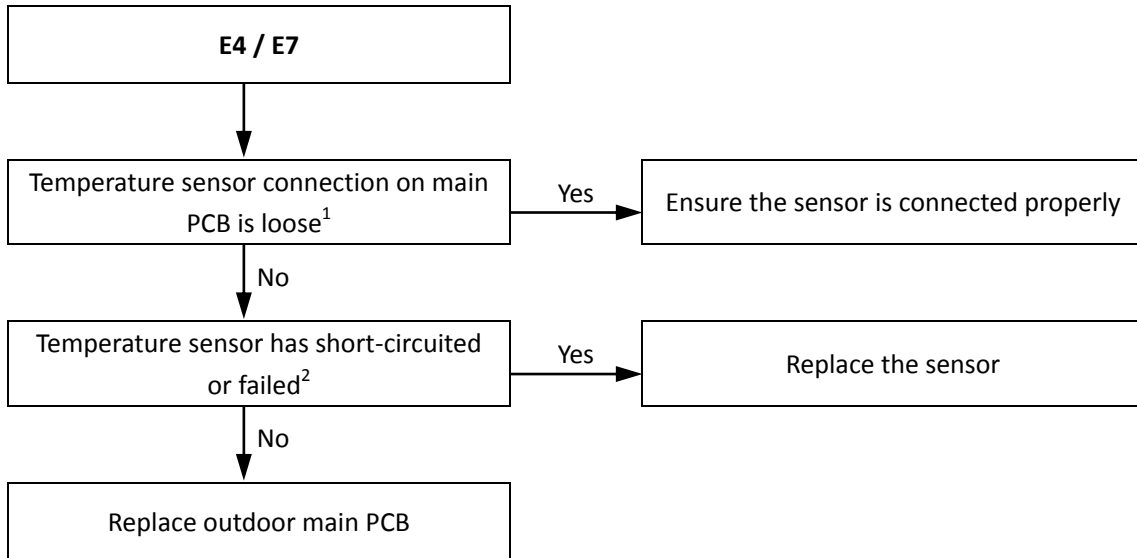 E4 / E7
Temperature sensor connection on main
PCB is loose¹
Yes
Ensure the sensor is connected properly
No
Temperature sensor has short-circuited
or failed²
Yes
Replace the sensor
No
Replace outdoor main PCB